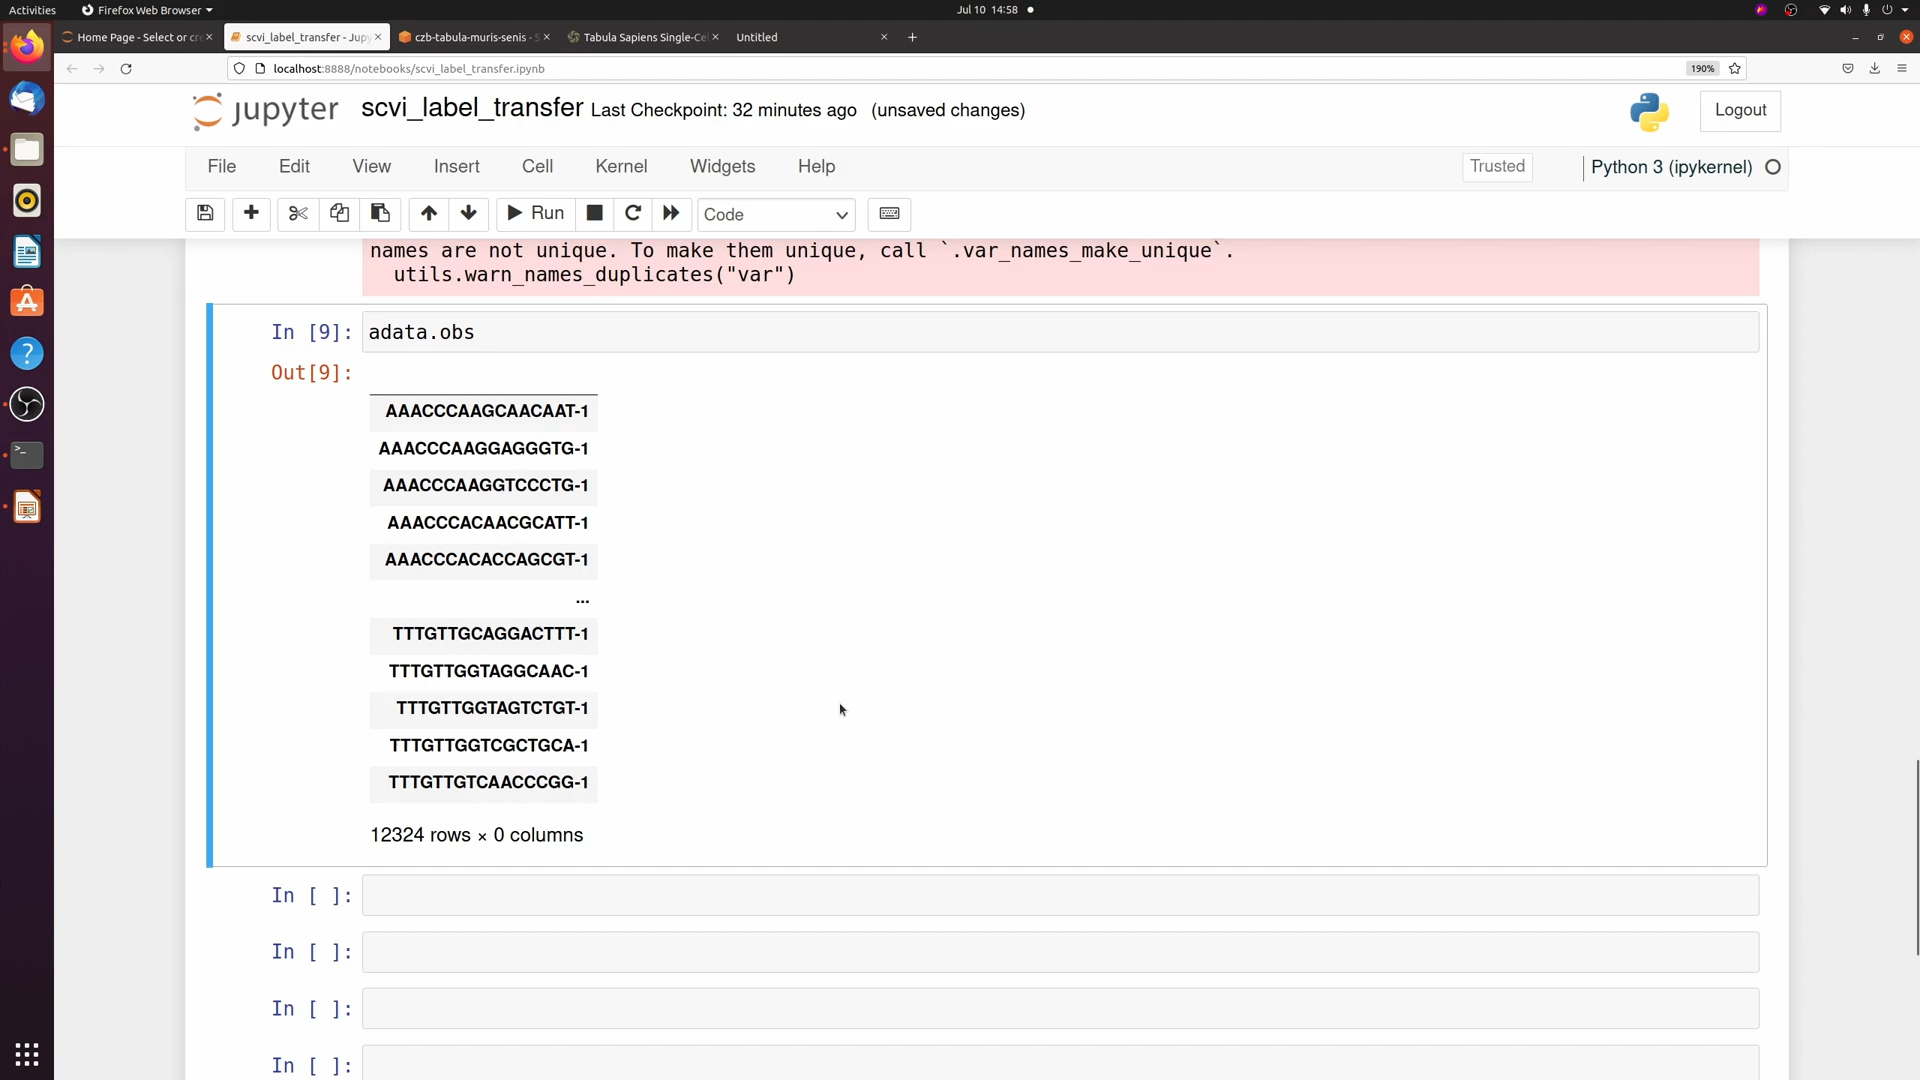 Activities
Firefox Web Browser
Jul 10 14:58
Home Page - Select or cr
scvi_label_transfer - Jupy
czb-tabula-muris-senis - S
Tabula Sapiens Single-Ce
Untitled
localhost:8888/notebooks/scvi_label_transfer.ipynb
190%
jupyter
scvi_label_transfer
Last Checkpoint: 32 minutes ago
(unsaved changes)
Logout
File
Edit
View
Insert
Cell
Kernel
Widgets
Help
Trusted
Python 3 (ipykernel)
Run
Code
names are not unique. To make them unique, call `.var_names_make_unique`.
utils.warn_names_duplicates("var")
In [9]:
adata.obs
Out[9]:
AAACCCAAGCAACAAT-1
AAACCCAAGGAGGGTG-1
AAACCCAAGGTCCCTG-1
AAACCCACAACGCATT-1
AAACCCACACCAGCGT-1
...
TTTGTTGCAGGACTTT-1
TTTGTTGGTAGGCAAC-1
TTTGTTGGTAGTCTGT-1
TTTGTTGGTCGCTGCA-1
TTTGTTGTCAACCCGG-1
12324 rows × 0 columns
In [ ]:
In [ ]:
In [ ]:
In [ ]: